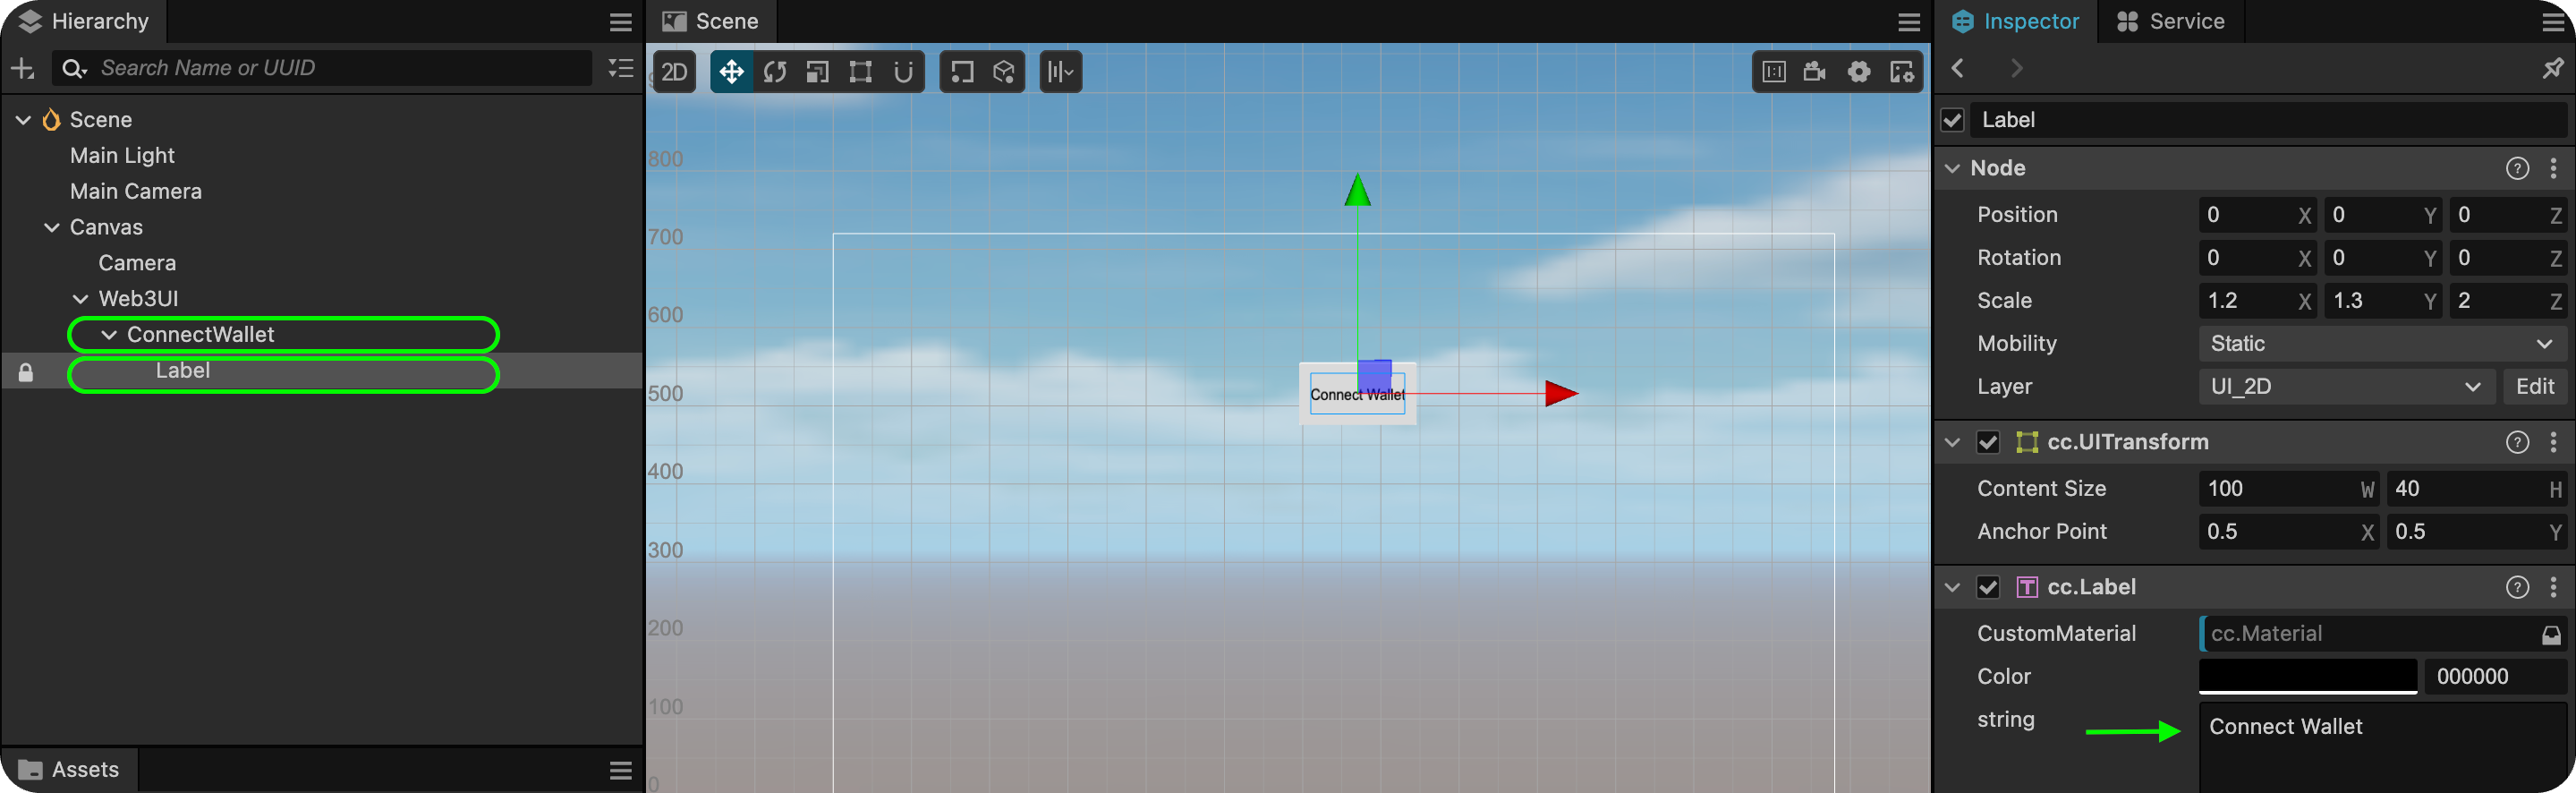 Hierarchy
Search Name or UUID
Scene
Main Light
Main Camera
Canvas
Camera
Web3UI
ConnectWallet
Label
Assets
Scene
2D
800
700
600
500
400
300
200
100
0
Connect Wallet
Inspector
Service
Label
Node
Position 0 X 0 Y 0 Z
Rotation 0 X 0 Y 0 Z
Scale 1.2 X 1.3 Y 2 Z
Mobility Static
Layer UI_2D Edit
cc.UITransform
Content Size 100 W 40 H
Anchor Point 0.5 X 0.5 Y
cc.Label
CustomMaterial cc.Material
Color 000000
string Connect Wallet